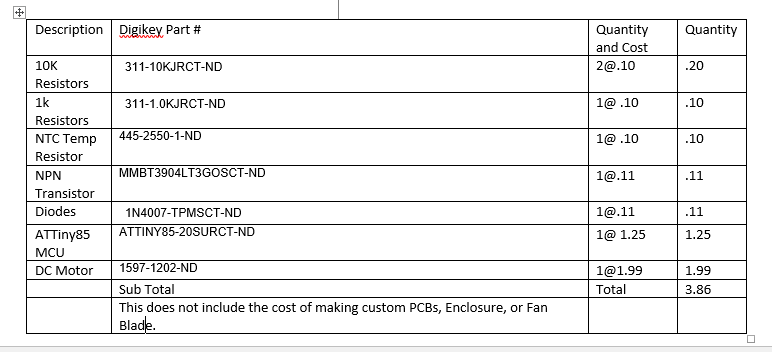 Description Digikey Part # Quantity Quantity
and Cost
10K 311-10KJRCT-ND 2@.10 .20
Resistors
1k 311-1.0KJRCT-ND 1@ .10 .10
Resistors
NTC Temp 445-2550-1-ND 1@ .10 .10
Resistor
NPN MMBT3904LT3GOSCT-ND 1@.11 .11
Transistor
Diodes 1N4007-TPMSCT-ND 1@.11 .11
ATTiny85 ATTINY85-20SURCT-ND 1@ 1.25 1.25
MCU
DC Motor 1597-1202-ND 1@1.99 1.99
Sub Total Total 3.86
This does not include the cost of making custom PCBs, Enclosure, or Fan
Blade.